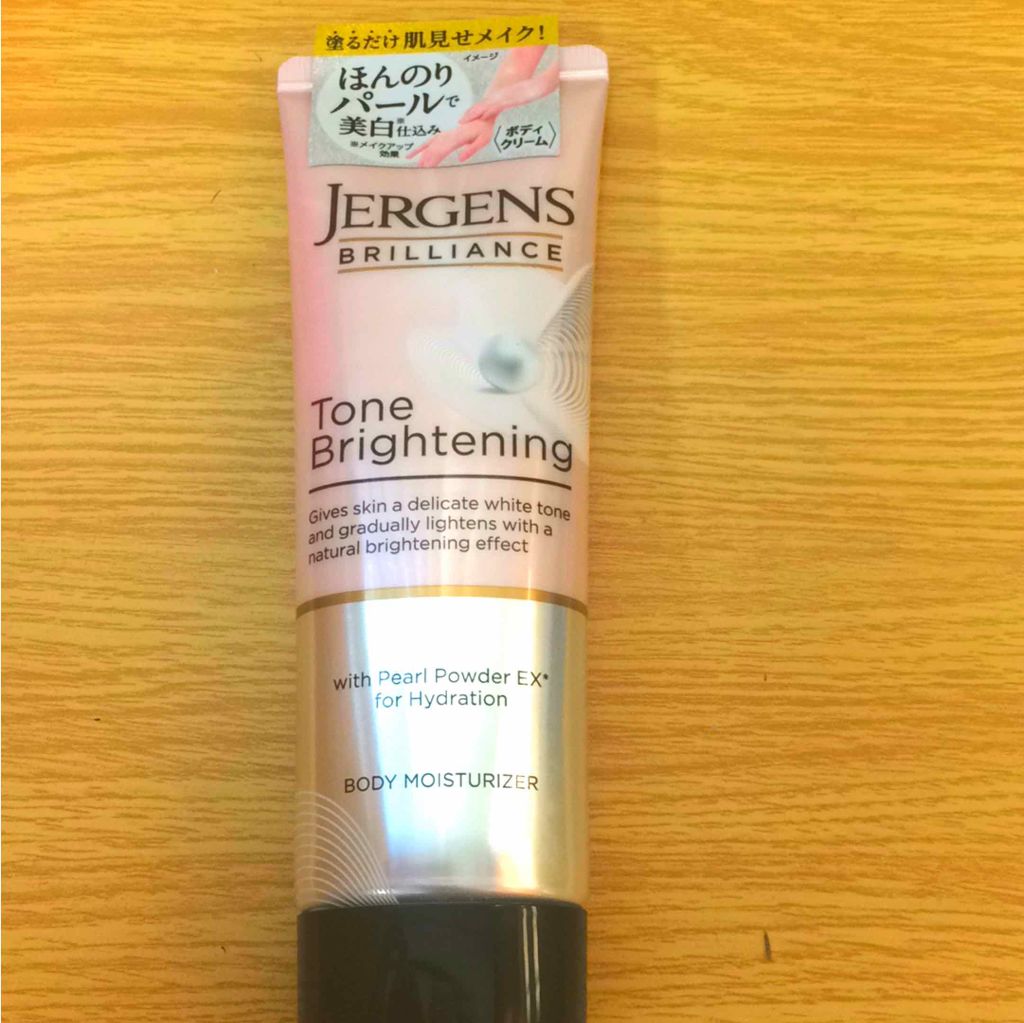 塗るだけ肌見せメイク!
イメージ
ほんのり
パールで
美白※仕込み
※メイクアップ
効果
ボディ
クリーム
JERGENS
BRILLIANCE
Tone
Brightening
Gives skin a delicate white tone
and gradually lightens with a
natural brightening effect
with Pearl Powder EX*
for Hydration
BODY MOISTURIZER